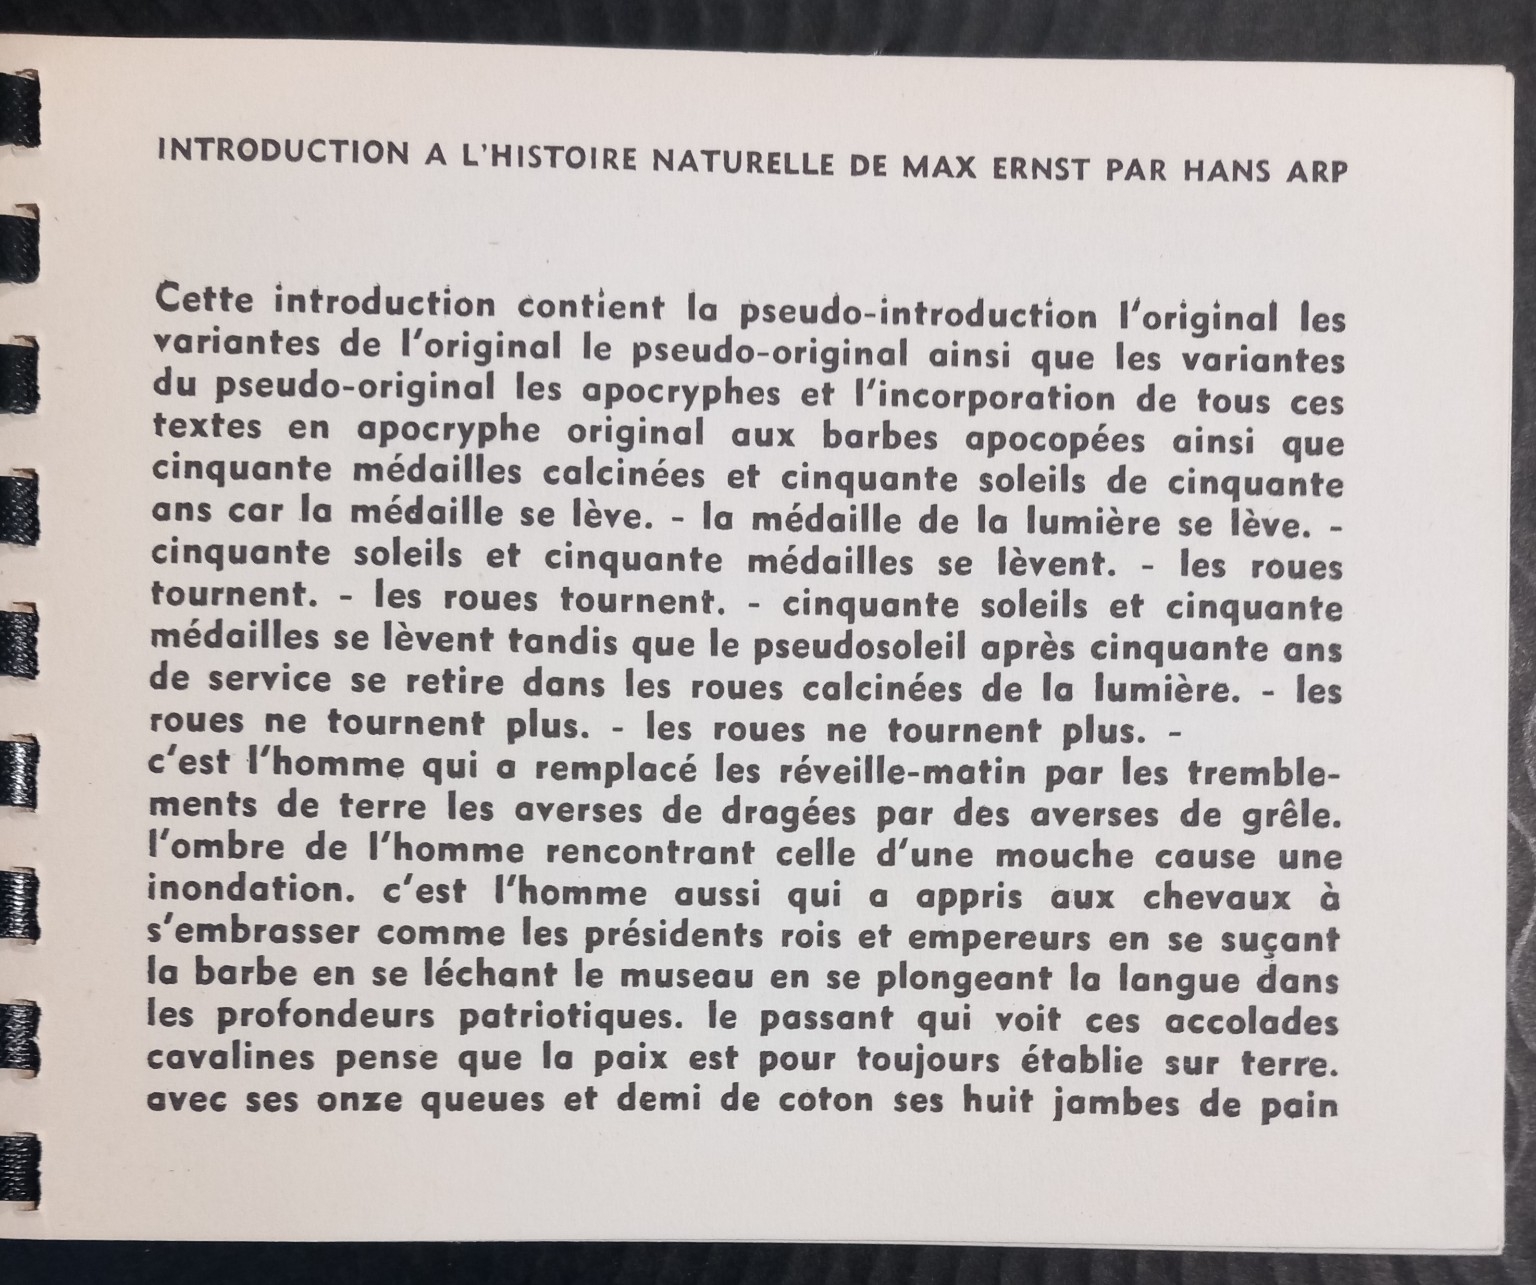 INTRODUCTION A L'HISTOIRE NATURELLE DE MAX ERNST PAR HANS ARP
Cette introduction contient la pseudo-introduction l'original les
variantes de l'original le pseudo-original ainsi que les variantes
du pseudo-original les apocryphes et l'incorporation de tous ces
textes en apocryphe original aux barbes apocopées ainsi que
cinquante médailles calcinées et cinquante soleils de cinquante
ans car la médaille se lève. - la médaille de la lumière se lève. -
cinquante soleils et cinquante médailles se lèvent. - les roues
tournent. - les roues tournent. - cinquante soleils et cinquante
médailles se lèvent tandis que le pseudosoleil après cinquante ans
de service se retire dans les roues calcinées de la lumière. - les
roues ne tournent plus. - les roues ne tournent plus. -
c'est l'homme qui a remplacé les réveille-matin par les tremble-
ments de terre les averses de dragées par des averses de grêle.
l'ombre de l'homme rencontrant celle d'une mouche cause une
inondation. c'est l'homme aussi qui a appris aux chevaux à
s'embrasser comme les présidents rois et empereurs en se suçant
la barbe en se léchant le museau en se plongeant la langue dans
les profondeurs patriotiques. le passant qui voit ces accolades
cavalines pense que la paix est pour toujours établie sur terre.
avec ses onze queues et demi de coton ses huit jambes de pain